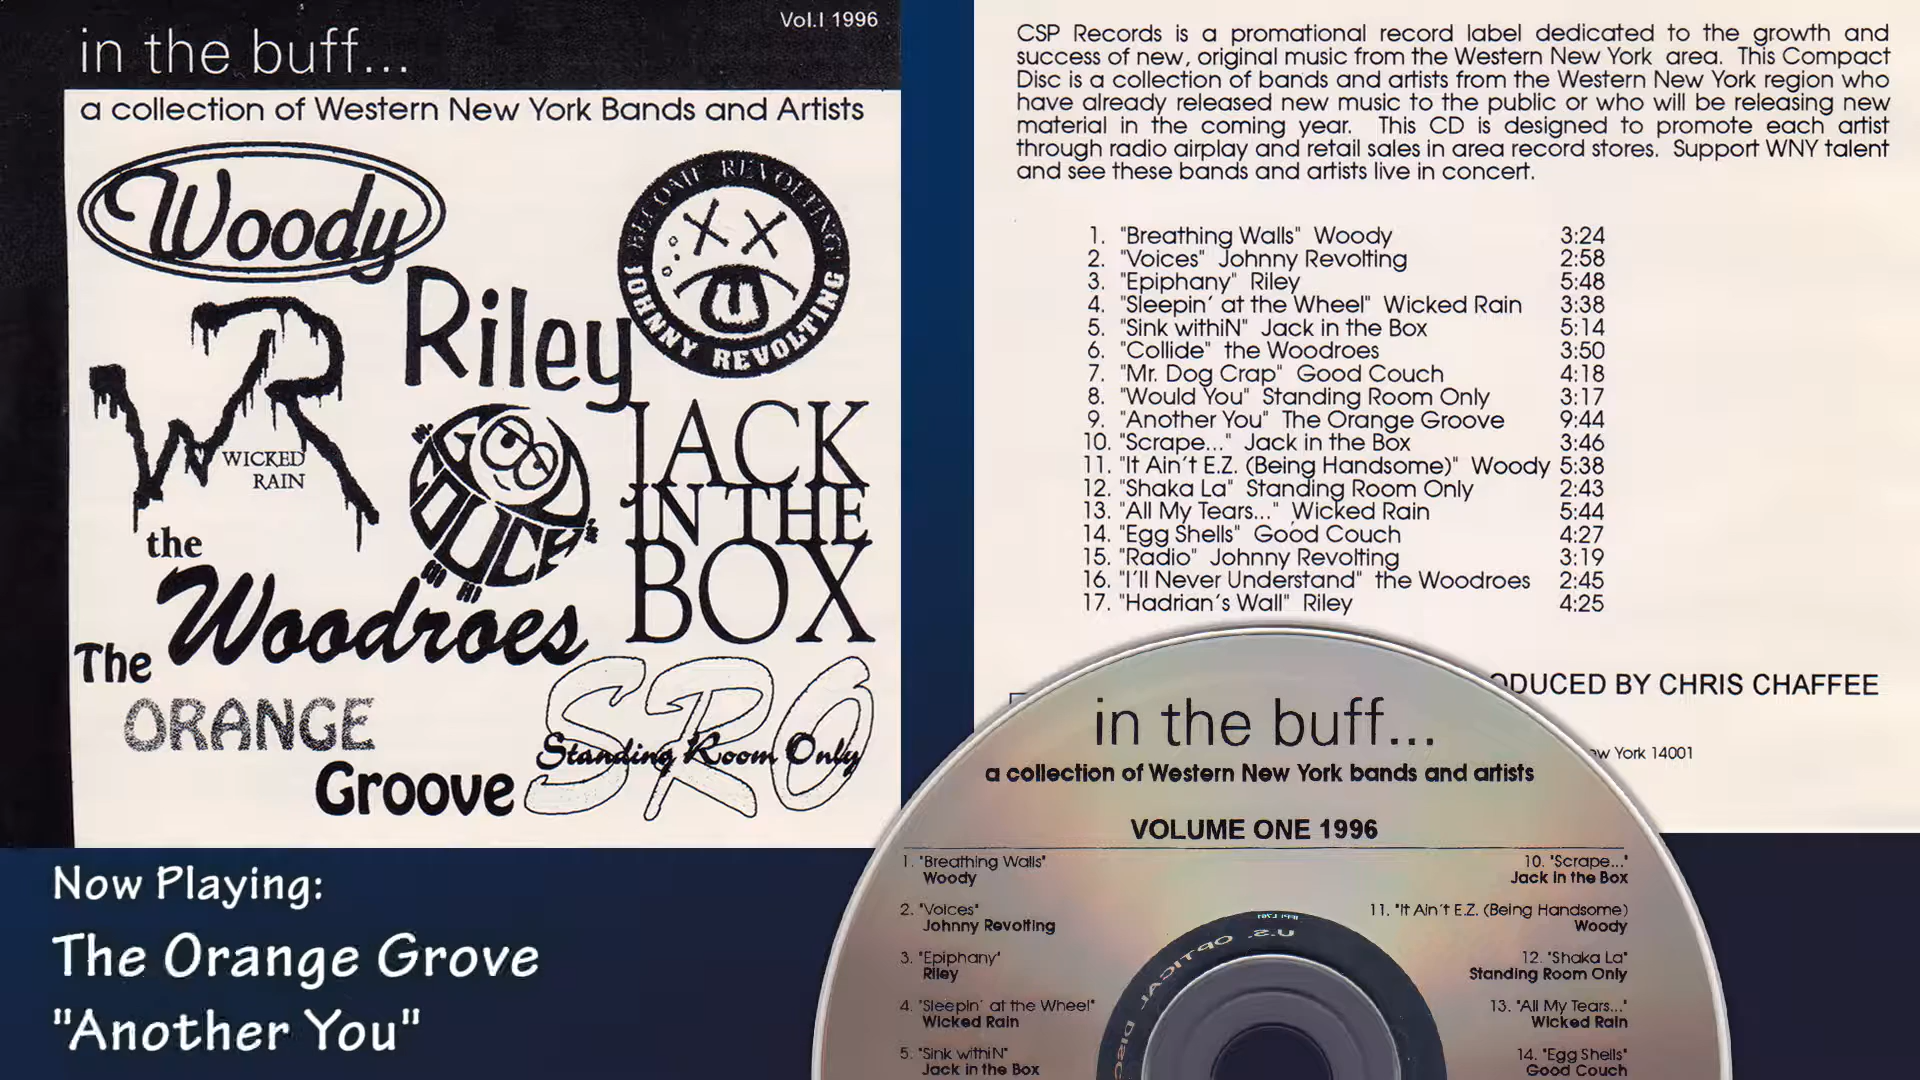 Vol.I 1996
in the buff...
a collection of Western New York Bands and Artists
Woody
BECOME REVOLTING
JOHNNY REVOLTING
Riley
WR
WICKED
RAIN
GOOD
COUCH
JACK
IN THE
BOX
the
Woodroes
The
ORANGE
Groove
SRO
Standing Room Only
Now Playing:
The Orange Grove
"Another You"
CSP Records is a promotional record label dedicated to the growth and
success of new, original music from the Western New York area. This Compact
Disc is a collection of bands and artists from the Western New York region who
have already released new music to the public or who will be releasing new
material in the coming year. This CD is designed to promote each artist
through radio airplay and retail sales in area record stores. Support WNY talent
and see these bands and artists live in concert.
1. "Breathing Walls" Woody 3:24
2. "Voices" Johnny Revolting 2:58
3. "Epiphany" Riley 5:48
4. "Sleepin' at the Wheel" Wicked Rain 3:38
5. "Sink withiN" Jack in the Box 5:14
6. "Collide" the Woodroes 3:50
7. "Mr. Dog Crap" Good Couch 4:18
8. "Would You" Standing Room Only 3:17
9. "Another You" The Orange Groove 9:44
10. "Scrape..." Jack in the Box 3:46
11. "It Ain't E.Z. (Being Handsome)" Woody 5:38
12. "Shaka La" Standing Room Only 2:43
13. "All My Tears..." Wicked Rain 5:44
14. "Egg Shells" Good Couch 4:27
15. "Radio" Johnny Revolting 3:19
16. "I'll Never Understand" the Woodroes 2:45
17. "Hadrian's Wall" Riley 4:25
ODUCED BY CHRIS CHAFFEE
ew York 14001
in the buff...
a collection of Western New York bands and artists
VOLUME ONE 1996
1. "Breathing Walls"
Woody
2. "Voices"
Johnny Revolting
3. "Epiphany"
Riley
4. "Sleepin' at the Wheel"
Wicked Rain
5. "Sink withiN"
Jack in the Box
10. "Scrape..."
Jack in the Box
11. "It Ain't E.Z. (Being Handsome)
Woody
12. "Shaka La"
Standing Room Only
13. "All My Tears..."
Wicked Rain
14. "Egg Shells"
Good Couch
U.S. OPTICAL DISC